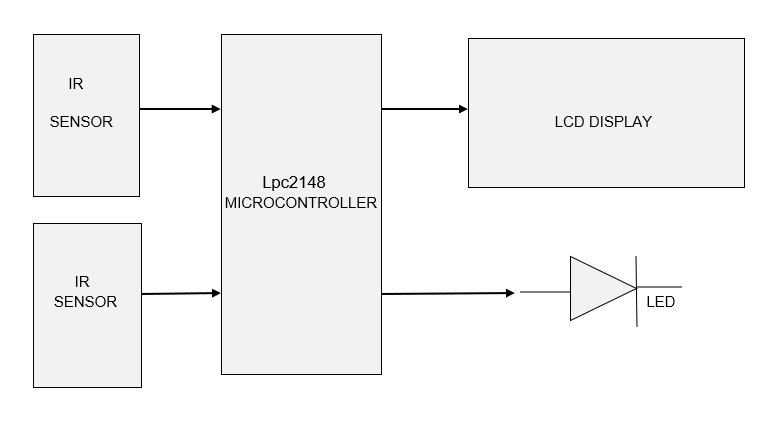 IR
SENSOR
LCD DISPLAY
Lpc2148
MICROCONTROLLER
IR
SENSOR
LED